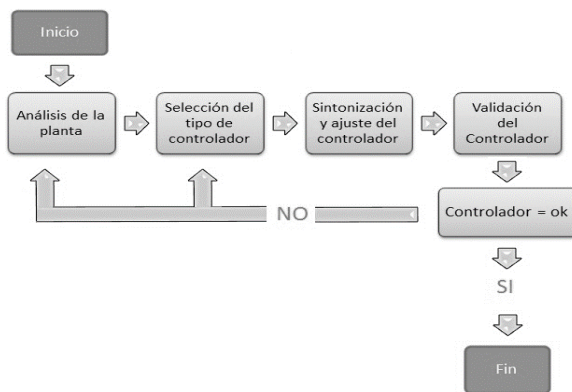 Inicio
Análisis de la
planta
Selección del
tipo de
controlador
Sintonización
y ajuste del
controlador
Validación
del
Controlador
NO
Controlador = ok
SI
Fin